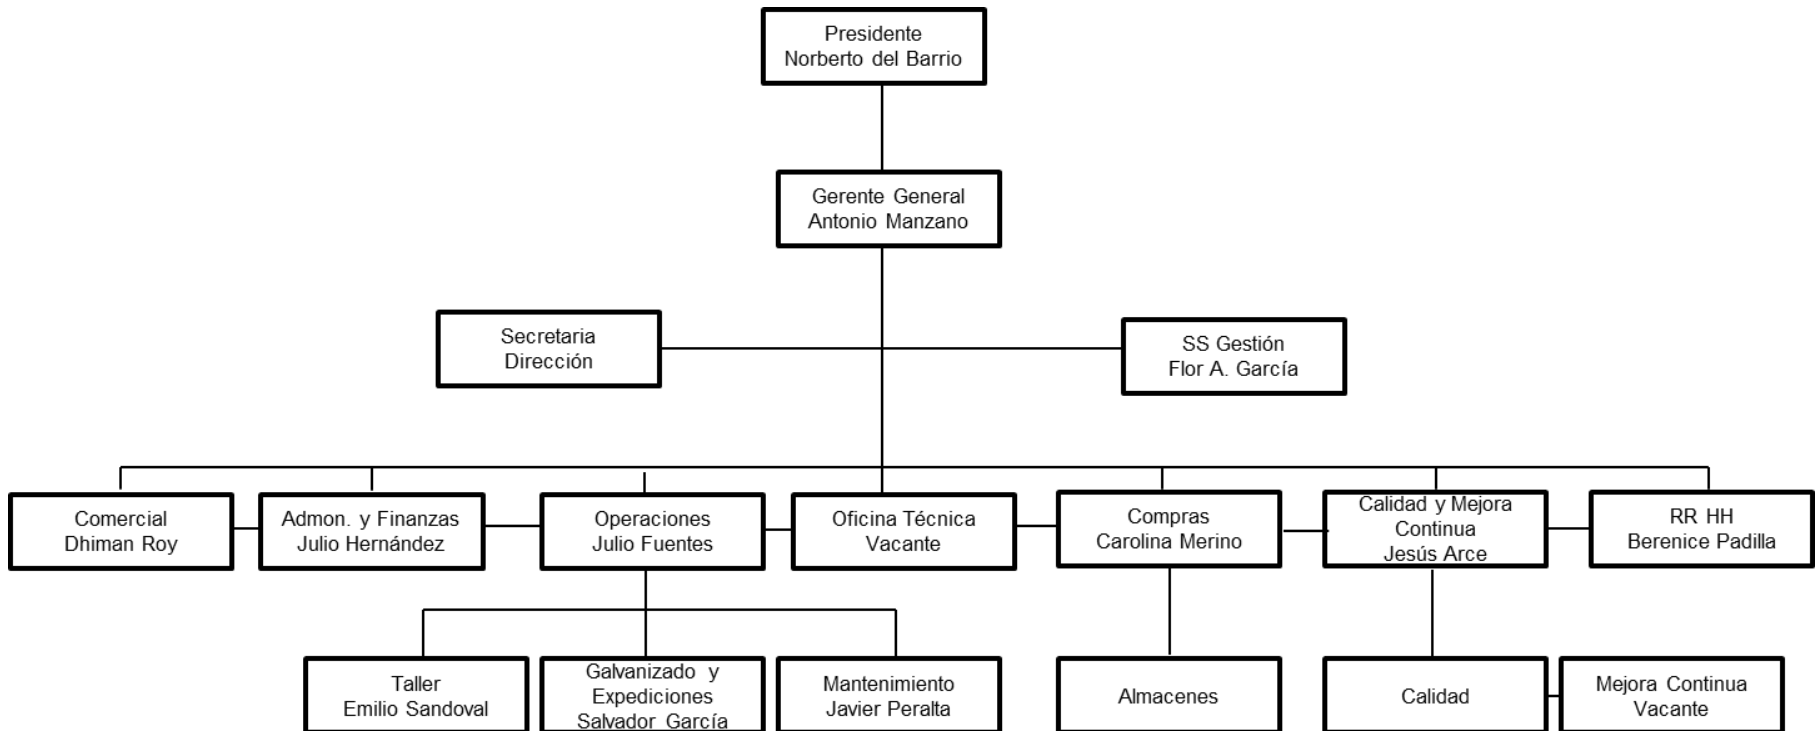 Presidente
Norberto del Barrio
Gerente General
Antonio Manzano
Secretaria
Dirección
SS Gestión
Flor A. García
Comercial
Dhiman Roy
Admon. y Finanzas
Julio Hernández
Operaciones
Julio Fuentes
Oficina Técnica
Vacante
Compras
Carolina Merino
Calidad y Mejora
Continua
Jesús Arce
RR HH
Berenice Padilla
Taller
Emilio Sandoval
Galvanizado y
Expediciones
Salvador García
Mantenimiento
Javier Peralta
Almacenes
Calidad
Mejora Continua
Vacante